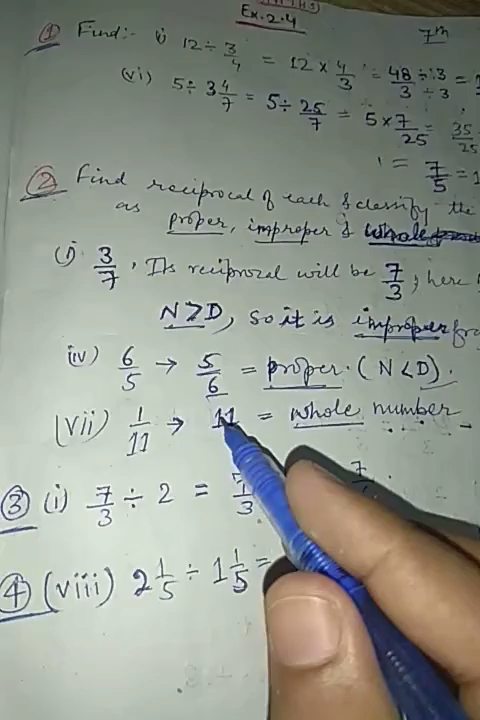 Ex. 2.4
7th
① Find:- (i) 12 ÷ 3/4 = 12 × 4/3 = 48/3 ÷3/÷3 =
(vi) 5 ÷ 3 4/7 = 5 ÷ 25/7 = 5 × 7/25 = 35/25
= 7/5 = 1
② Find reciprocal of each & classify the
as proper, improper & whole
(i) 3/7, Its reciprocal will be 7/3, here
N>D, so it is improper fra
(iv) 6/5 → 5/6 = proper. (N<D).
(vii) 1/11 → 11 = whole number
③ (i) 7/3 ÷ 2 =
④ (viii) 2 1/5 ÷ 1 1/5 =